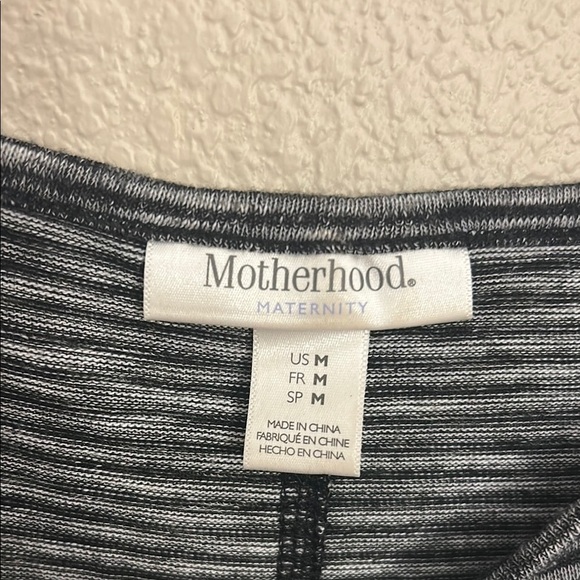 Motherhood®
MATERNITY
US M
FR M
SP M
MADE IN CHINA
FABRIQUÉ EN CHINE
HECHO EN CHINA